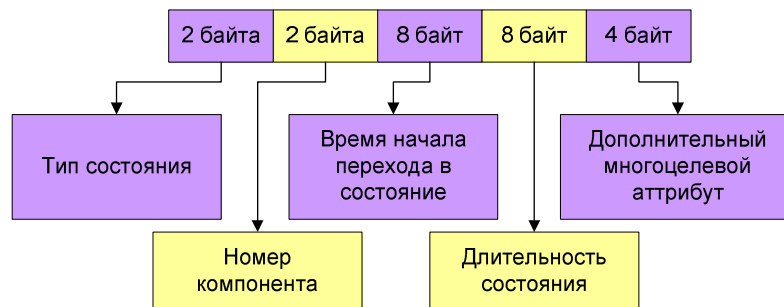 2 байта 2 байта 8 байт 8 байт 4 байт
Тип состояния
Время начала
перехода в
состояние
Дополнительный
многоцелевой
аттрибут
Номер
компонента
Длительность
состояния